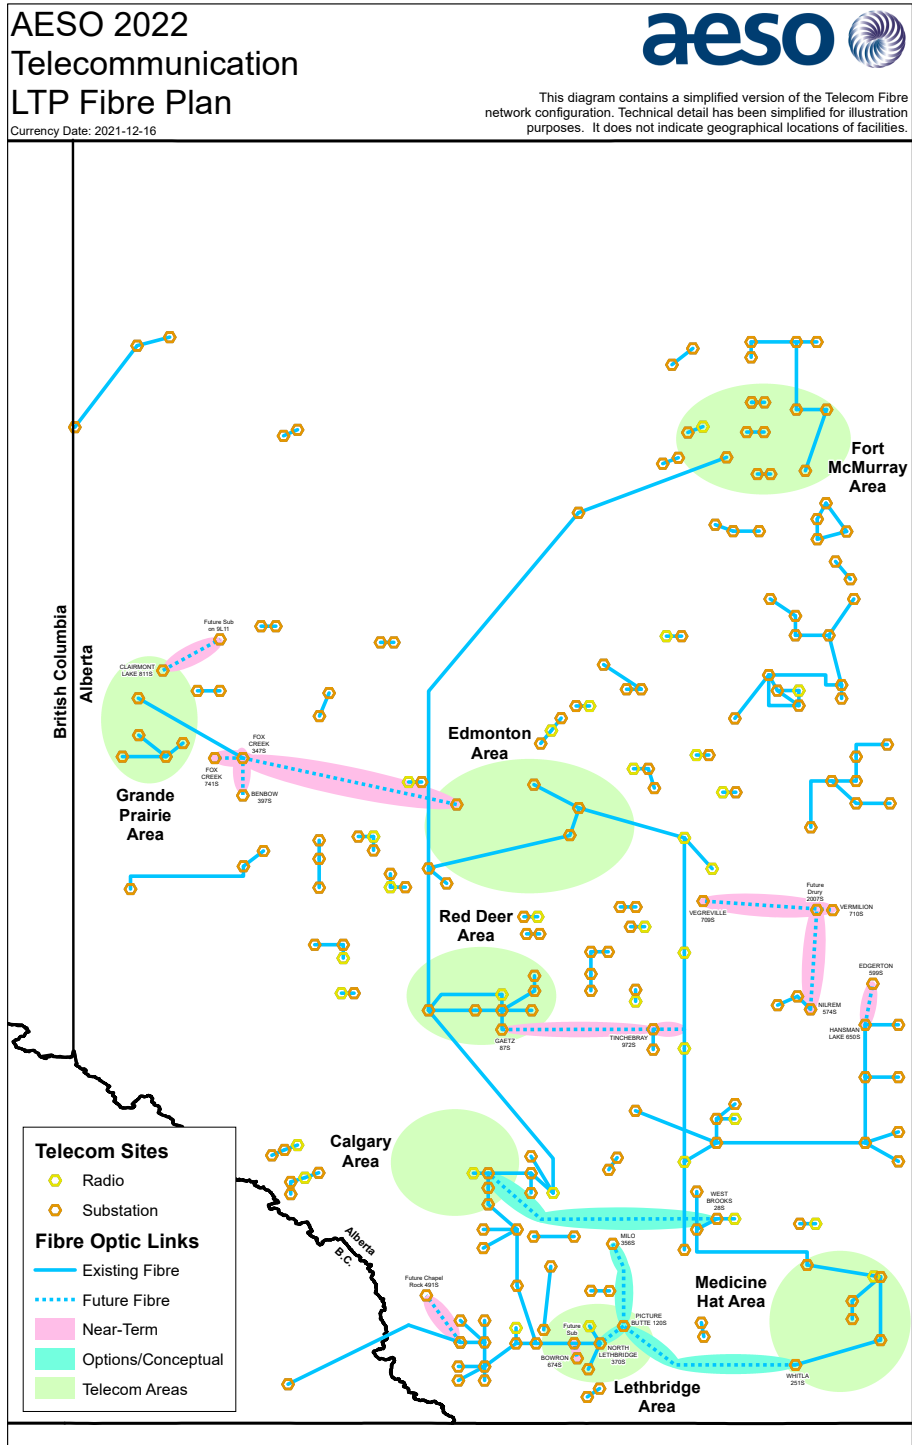 AESO 2022
Telecommunication
LTP Fibre Plan
Currency Date: 2021-12-16
aeso
This diagram contains a simplified version of the Telecom Fibre
network configuration. Technical detail has been simplified for illustration
purposes. It does not indicate geographical locations of facilities.
Fort
McMurray
Area
British Columbia
Alberta
Future Sub
on 9L11
CLAIRMONT
LAKE 811S
FOX
CREEK
347S
FOX
CREEK
741S
BENBOW
397S
Grande
Prairie
Area
Edmonton
Area
Red Deer
Area
VEGREVILLE
709S
Future
Drury
2007S
VERMILION
710S
EDGERTON
599S
NILREM
574S
HANSMAN
LAKE 650S
GAETZ
87S
TINCHEBRAY
972S
Calgary
Area
WEST
BROOKS
28S
MILO
356S
Medicine
Hat Area
Future Chapel
Rock 491S
PICTURE
BUTTE 120S
Future
Sub
BOWRON
674S
NORTH
LETHBRIDGE
370S
WHITLA
251S
Lethbridge
Area
Alberta
B.C.
Telecom Sites
Radio
Substation
Fibre Optic Links
Existing Fibre
Future Fibre
Near-Term
Options/Conceptual
Telecom Areas